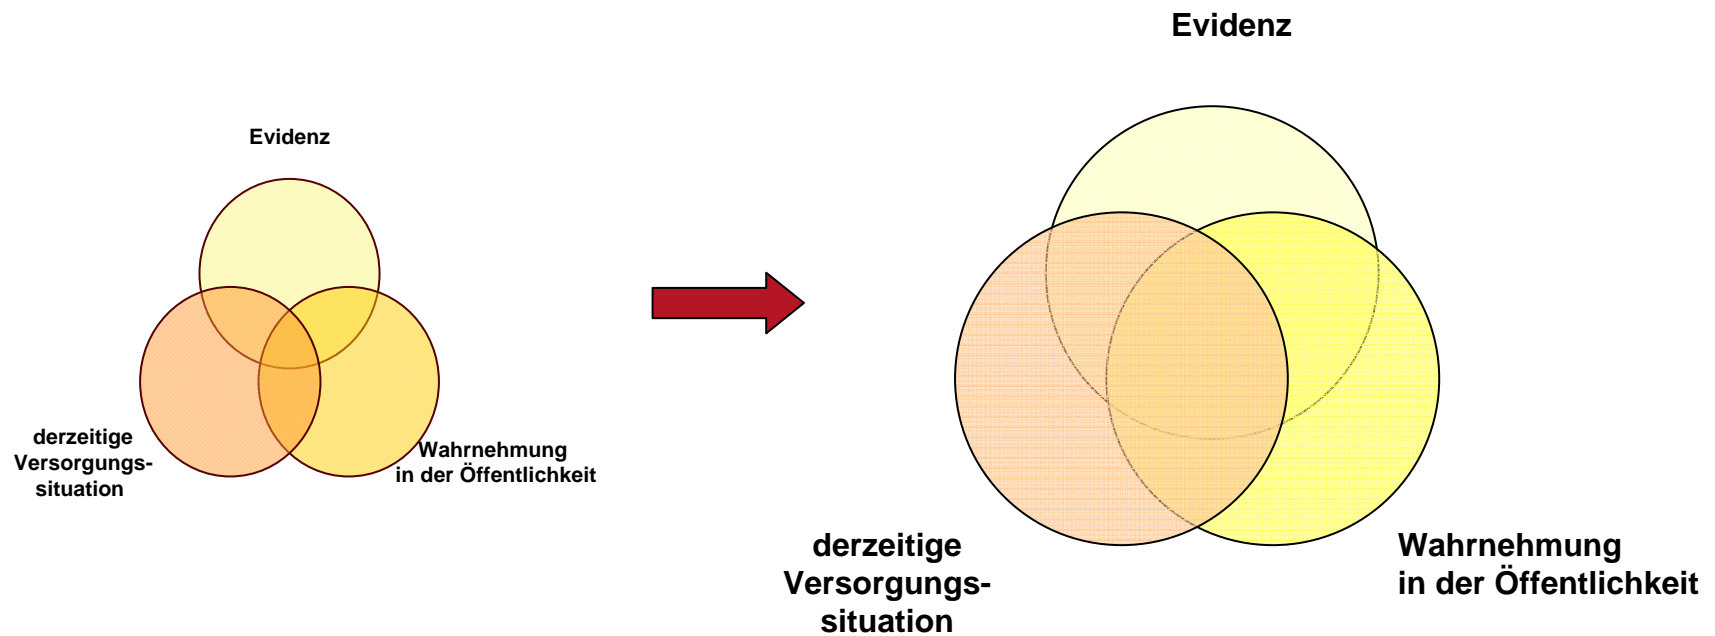 Evidenz
derzeitige
Versorgungs-
situation
Wahrnehmung
in der Öffentlichkeit
Evidenz
derzeitige
Versorgungs-
situation
Wahrnehmung
in der Öffentlichkeit